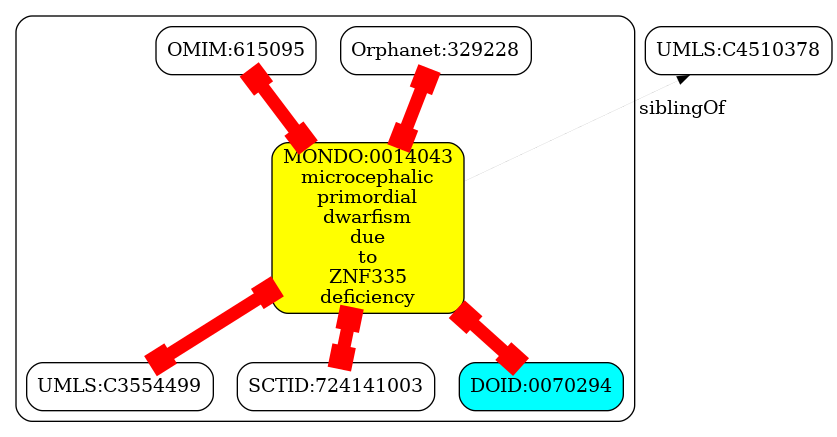 OMIM:615095
Orphanet:329228
UMLS:C4510378
siblingOf
MONDO:0014043
microcephalic
primordial
dwarfism
due
to
ZNF335
deficiency
UMLS:C3554499
SCTID:724141003
DOID:0070294